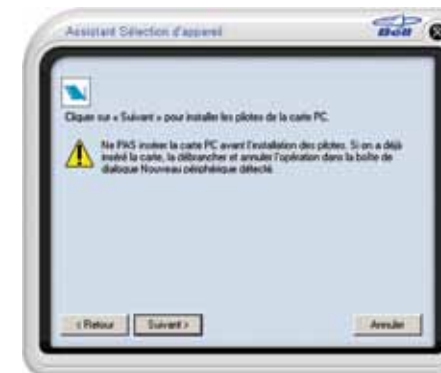 Assistant Sélection d'appareil
Bell
Cliquer sur « Suivant » pour installer les pilotes de la carte PC.
Ne PAS insérer la carte PC avant l'installation des pilotes. Si on a déjà
inséré la carte, la débrancher et annuler l'opération dans la boîte de
dialogue Nouveau périphérique détecté.
< Retour
Suivant >
Annuler